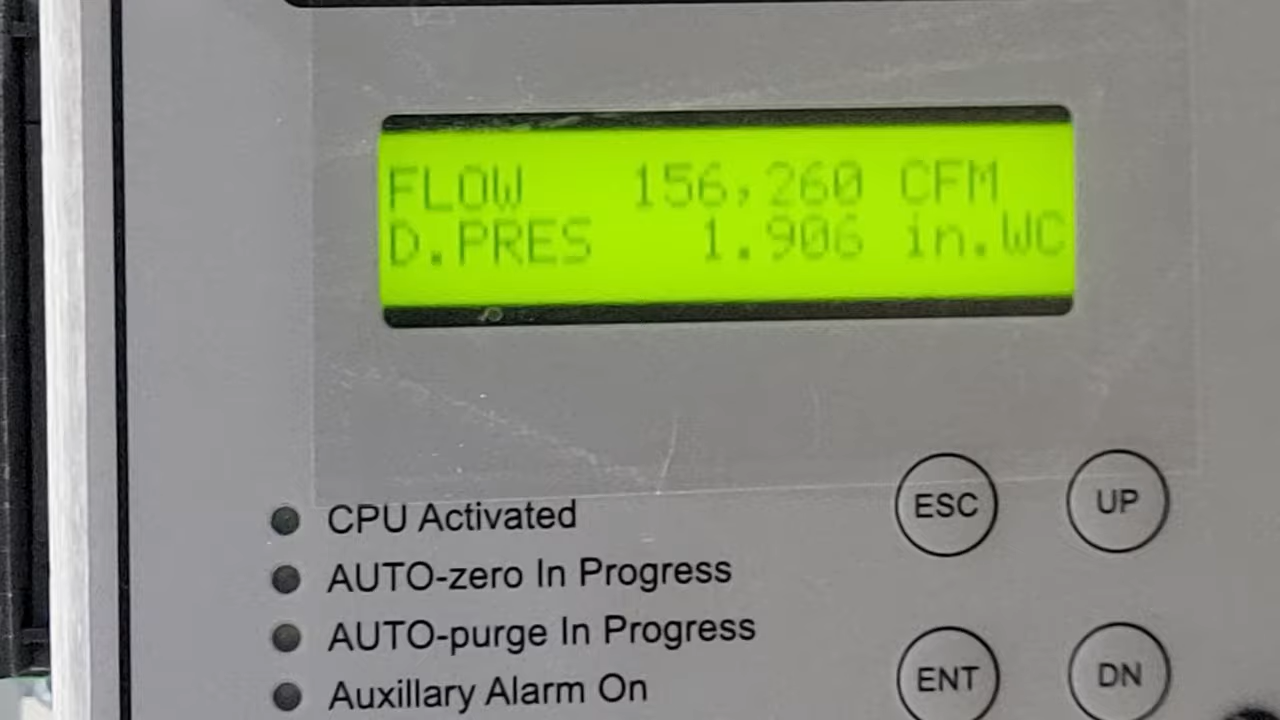 FLOW 156,260 CFM
D.PRES 1.906 in.WC
CPU Activated
AUTO-zero In Progress
AUTO-purge In Progress
Auxillary Alarm On
ESC UP
ENT DN